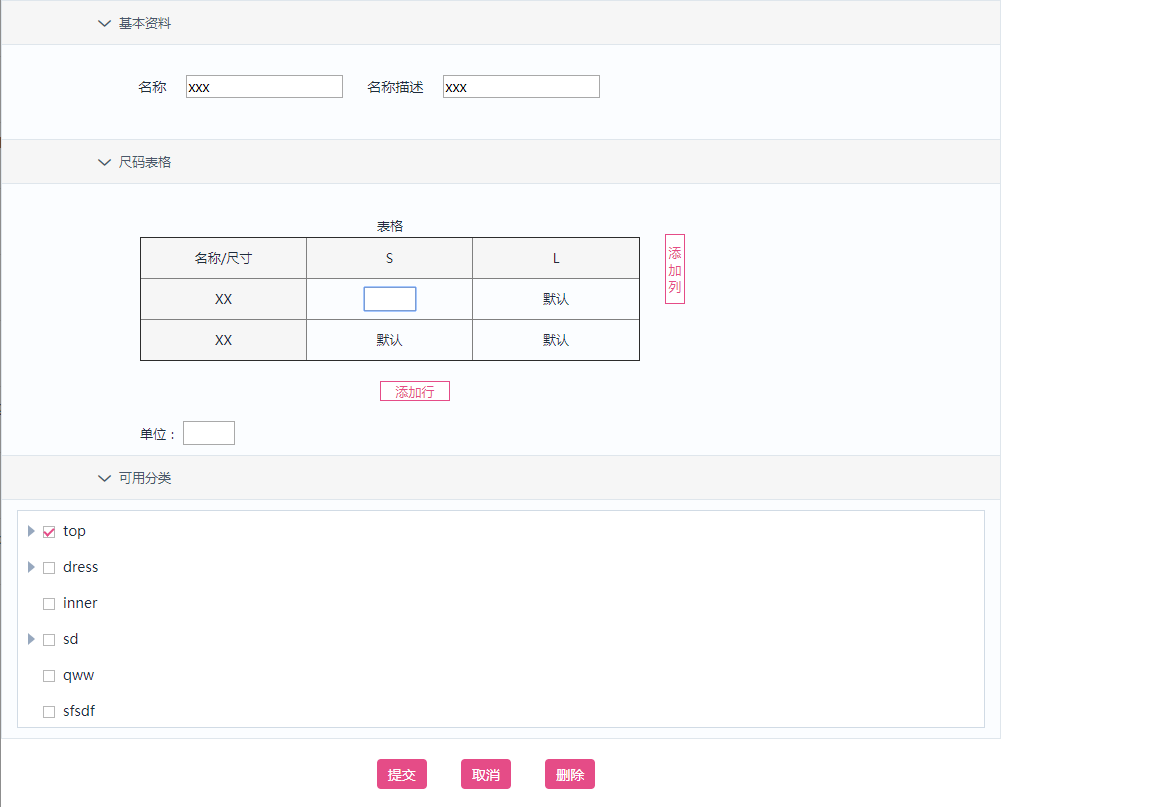 基本资料
名称 xxx 名称描述 xxx
尺码表格
表格
名称/尺寸 S L
XX 默认
XX 默认 默认
添加列
添加行
单位：
可用分类
top
dress
inner
sd
qww
sfsdf
提交 取消 删除